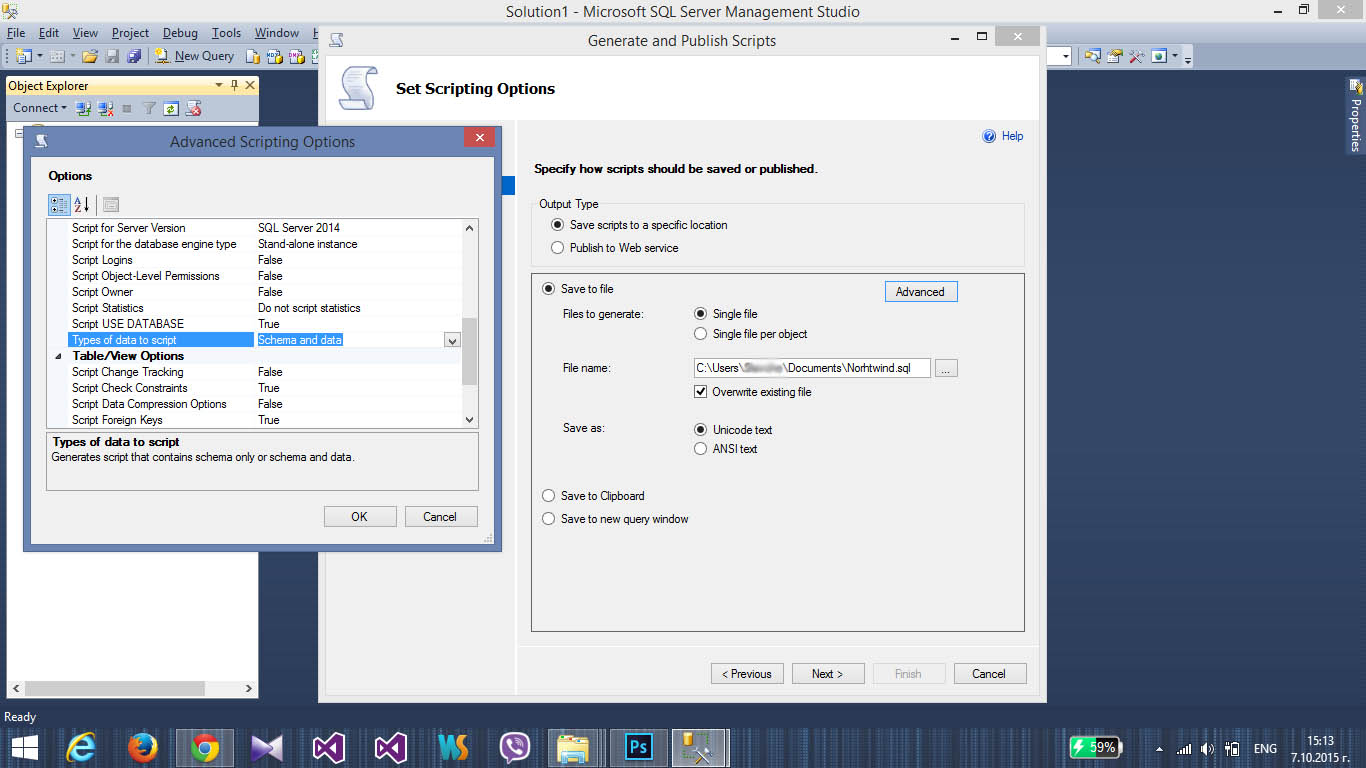 Solution1 - Microsoft SQL Server Management Studio
File Edit View Project Debug Tools Window
New Query
Generate and Publish Scripts
Object Explorer
Connect
Set Scripting Options
Properties
Help
Advanced Scripting Options
Options
Script for Server Version SQL Server 2014
Script for the database engine type Stand-alone instance
Script Logins False
Script Object-Level Permissions False
Script Owner False
Script Statistics Do not script statistics
Script USE DATABASE True
Types of data to script Schema and data
Table/View Options
Script Change Tracking False
Script Check Constraints True
Script Data Compression Options False
Script Foreign Keys True
Types of data to script
Generates script that contains schema only or schema and data.
OK Cancel
Specify how scripts should be saved or published.
Output Type
Save scripts to a specific location
Publish to Web service
Save to file
Advanced
Files to generate: Single file
Single file per object
File name: C:\Users\ \Documents\Norhtwind.sql ...
Overwrite existing file
Save as: Unicode text
ANSI text
Save to Clipboard
Save to new query window
< Previous Next > Finish Cancel
Ready
WS
Ps
59%
ENG
15:13
7.10.2015 г.